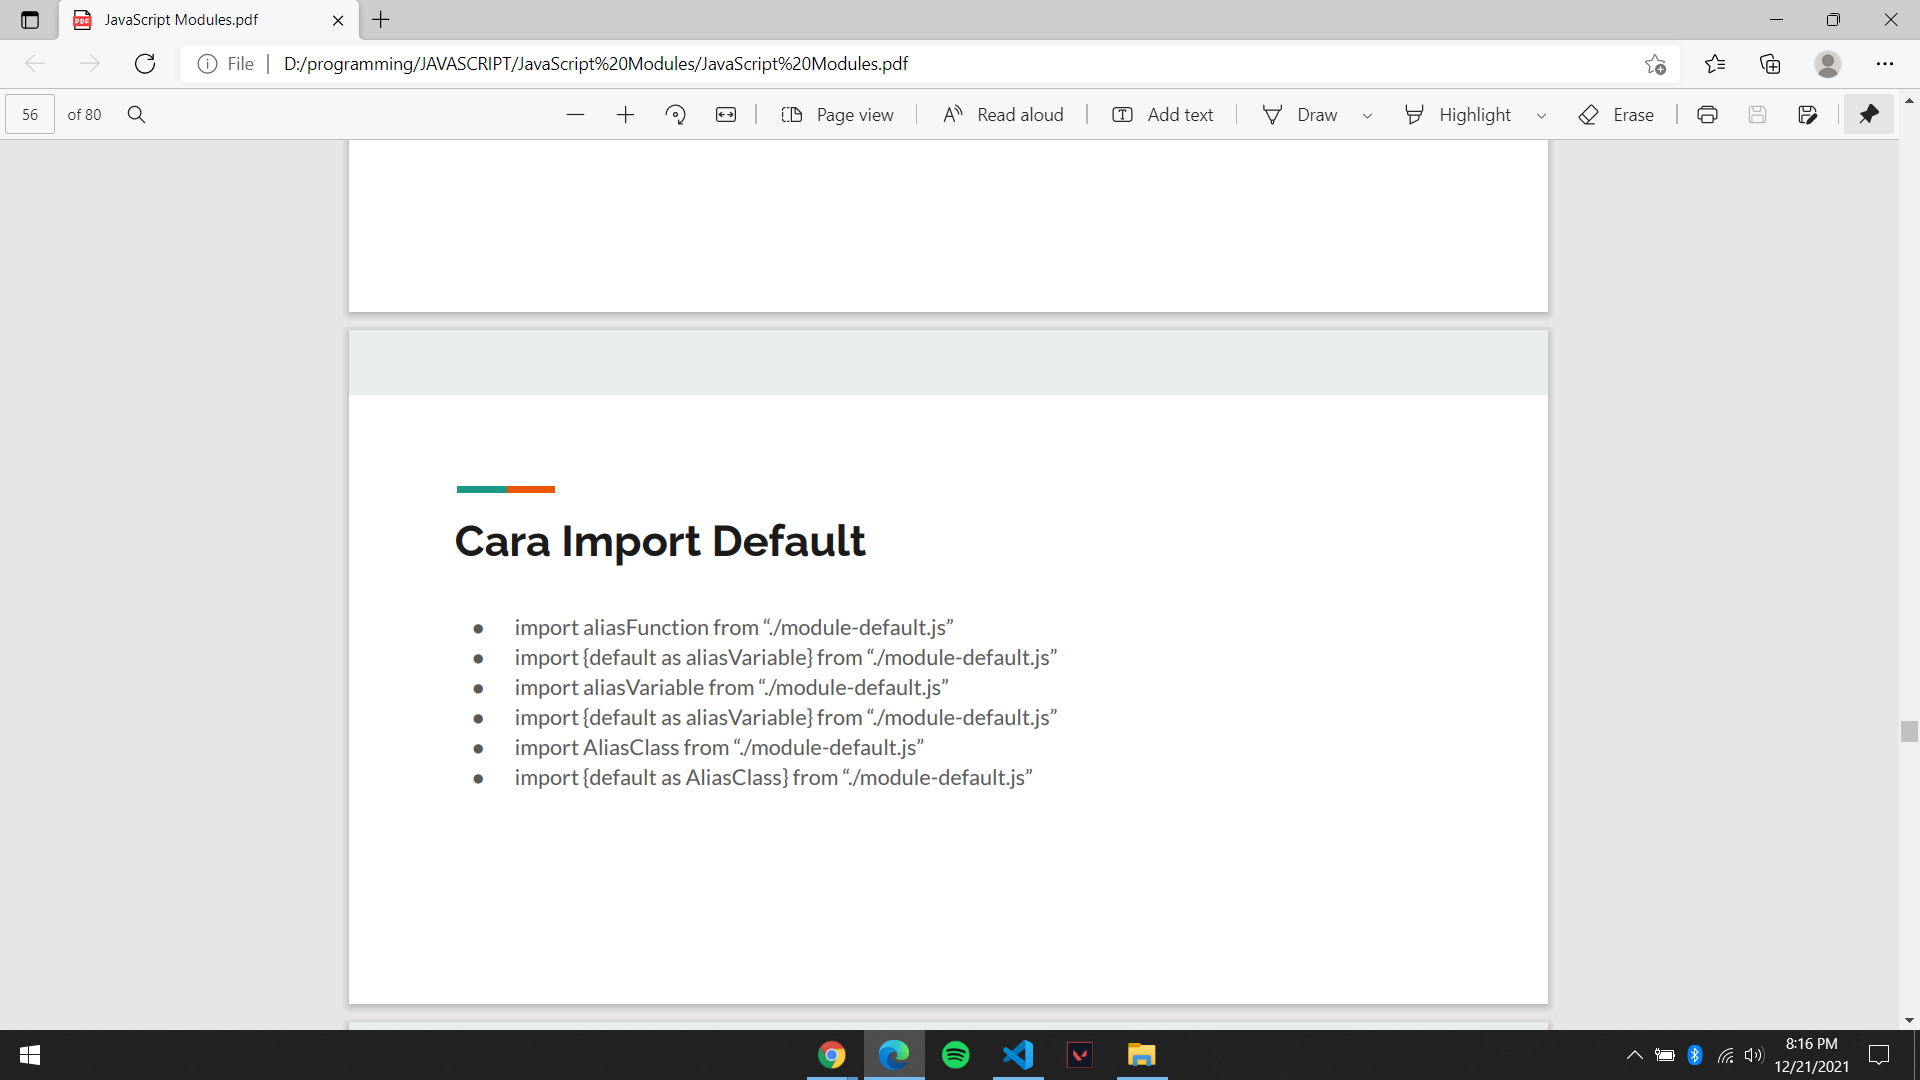 JavaScript Modules.pdf
File
D:/programming/JAVASCRIPT/JavaScript%20Modules/JavaScript%20Modules.pdf
56 of 80
Page view
Read aloud
Add text
Draw
Highlight
Erase
Cara Import Default
● import aliasFunction from “./module-default.js”
● import {default as aliasVariable} from “./module-default.js”
● import aliasVariable from “./module-default.js”
● import {default as aliasVariable} from “./module-default.js”
● import AliasClass from “./module-default.js”
● import {default as AliasClass} from “./module-default.js”
8:16 PM
12/21/2021